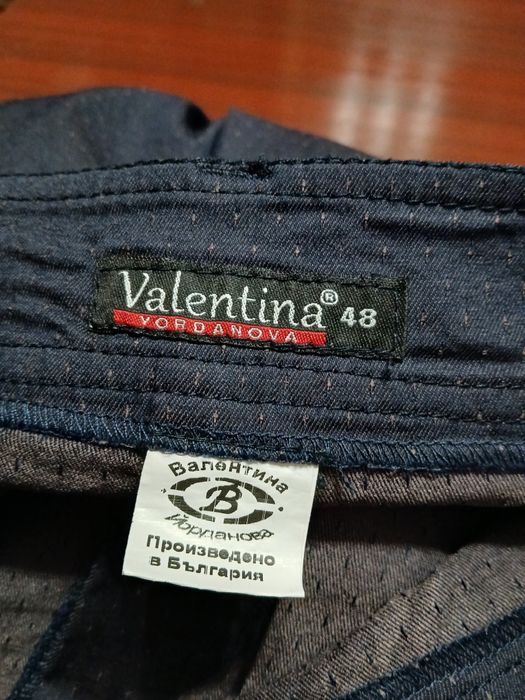 Valentina® 48
YORDANOVA
Валентина
B
Йорданова
Произведено
в България